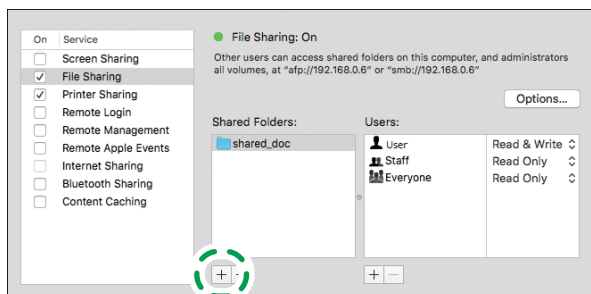 On Service
Screen Sharing
File Sharing
Printer Sharing
Remote Login
Remote Management
Remote Apple Events
Internet Sharing
Bluetooth Sharing
Content Caching
File Sharing: On
Other users can access shared folders on this computer, and administrators
all volumes, at “afp://192.168.0.6” or “smb://192.168.0.6”
Options...
Shared Folders:
shared_doc
+ -
Users:
User Read & Write
Staff Read Only
Everyone Read Only
+ −